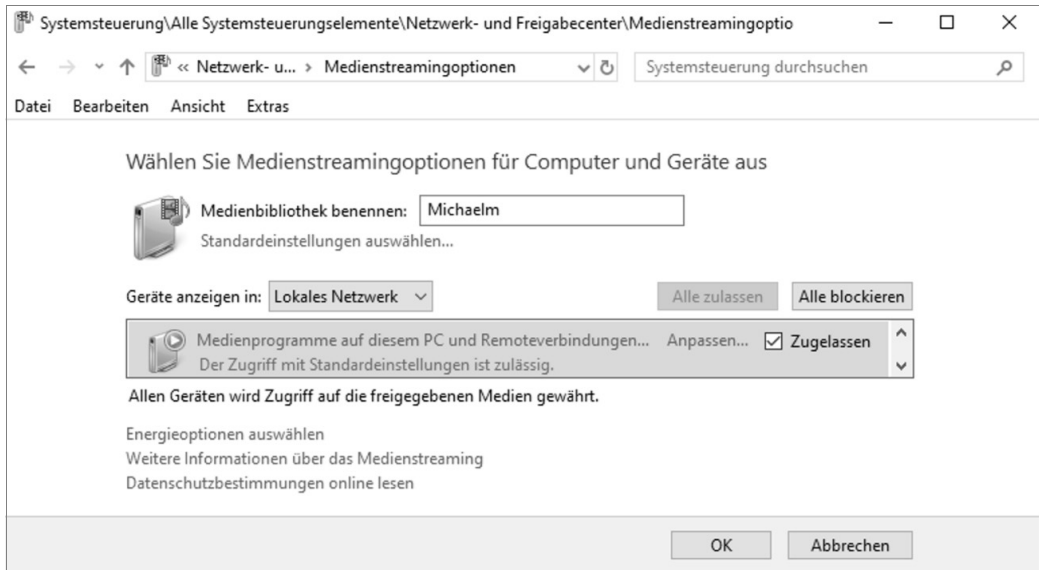 Systemsteuerung\Alle Systemsteuerungselemente\Netzwerk- und Freigabecenter\Medienstreamingoptio
« Netzwerk- u... › Medienstreamingoptionen Systemsteuerung durchsuchen
Datei Bearbeiten Ansicht Extras
Wählen Sie Medienstreamingoptionen für Computer und Geräte aus
Medienbibliothek benennen: Michaelm
Standardeinstellungen auswählen...
Geräte anzeigen in: Lokales Netzwerk Alle zulassen Alle blockieren
Medienprogramme auf diesem PC und Remoteverbindungen... Anpassen... Zugelassen
Der Zugriff mit Standardeinstellungen ist zulässig.
Allen Geräten wird Zugriff auf die freigegebenen Medien gewährt.
Energieoptionen auswählen
Weitere Informationen über das Medienstreaming
Datenschutzbestimmungen online lesen
OK Abbrechen